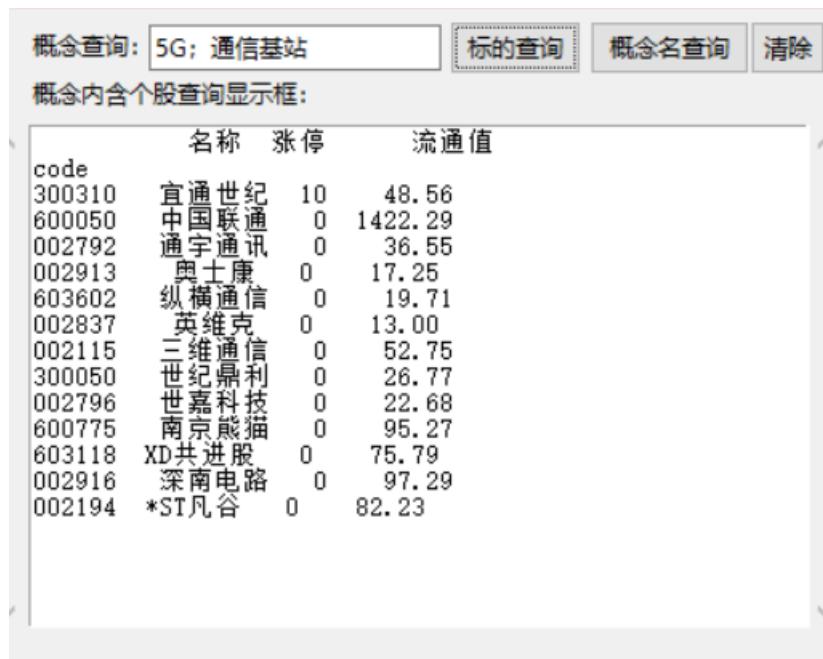 概念查询: 5G; 通信基站 标的查询 概念名查询 清除
概念内含个股查询显示框:
名称 涨停 流通值
code
300310 宜通世纪 10 48.56
600050 中国联通 0 1422.29
002792 通宇通讯 0 36.55
002913 奥士康 0 17.25
603602 纵横通信 0 19.71
002837 英维克 0 13.00
002115 三维通信 0 52.75
300050 世纪鼎利 0 26.77
002796 世嘉科技 0 22.68
600775 南京熊猫 0 95.27
603118 XD共进股 0 75.79
002916 深南电路 0 97.29
002194 *ST凡谷 0 82.23